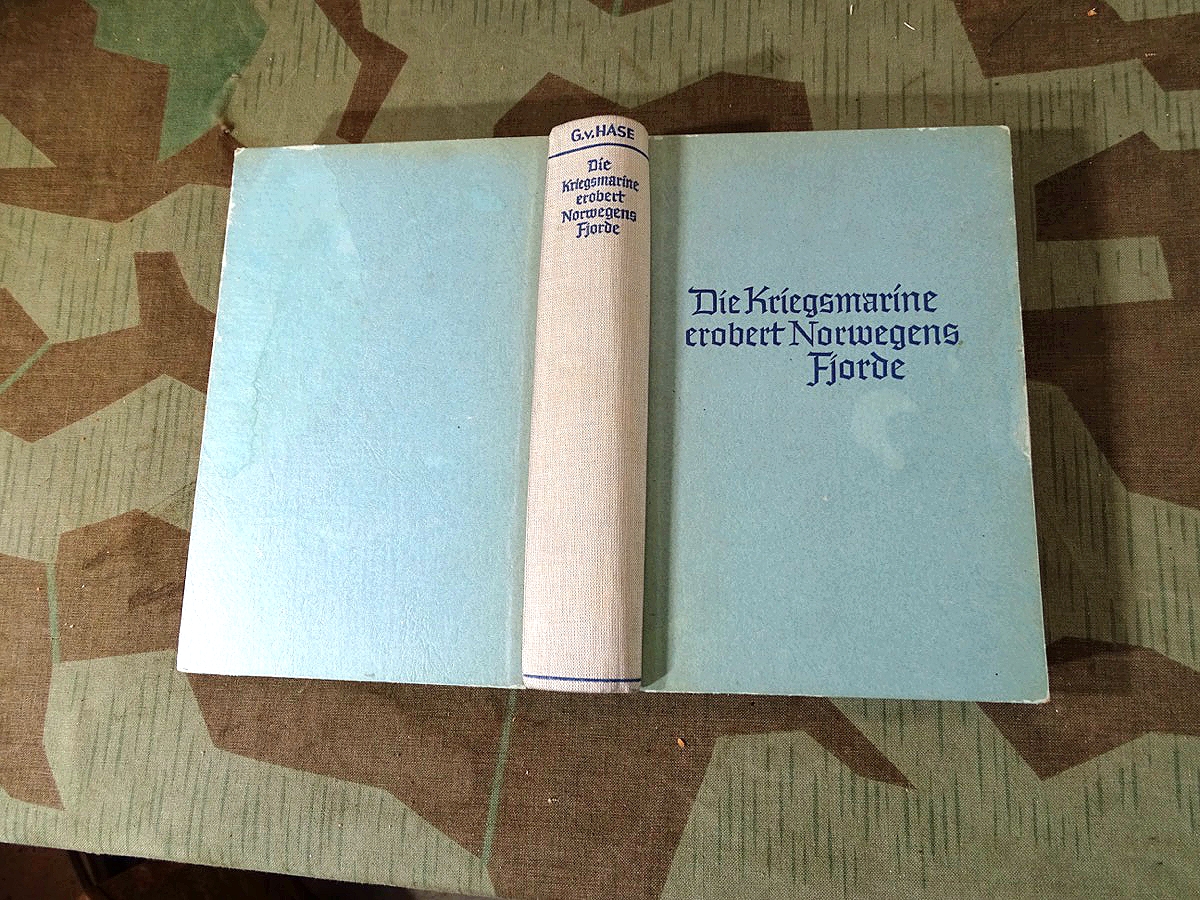 G.v.HASE
Die
Kriegsmarine
erobert
Norwegens
Fjorde
Die Kriegsmarine
erobert Norwegens
Fjorde